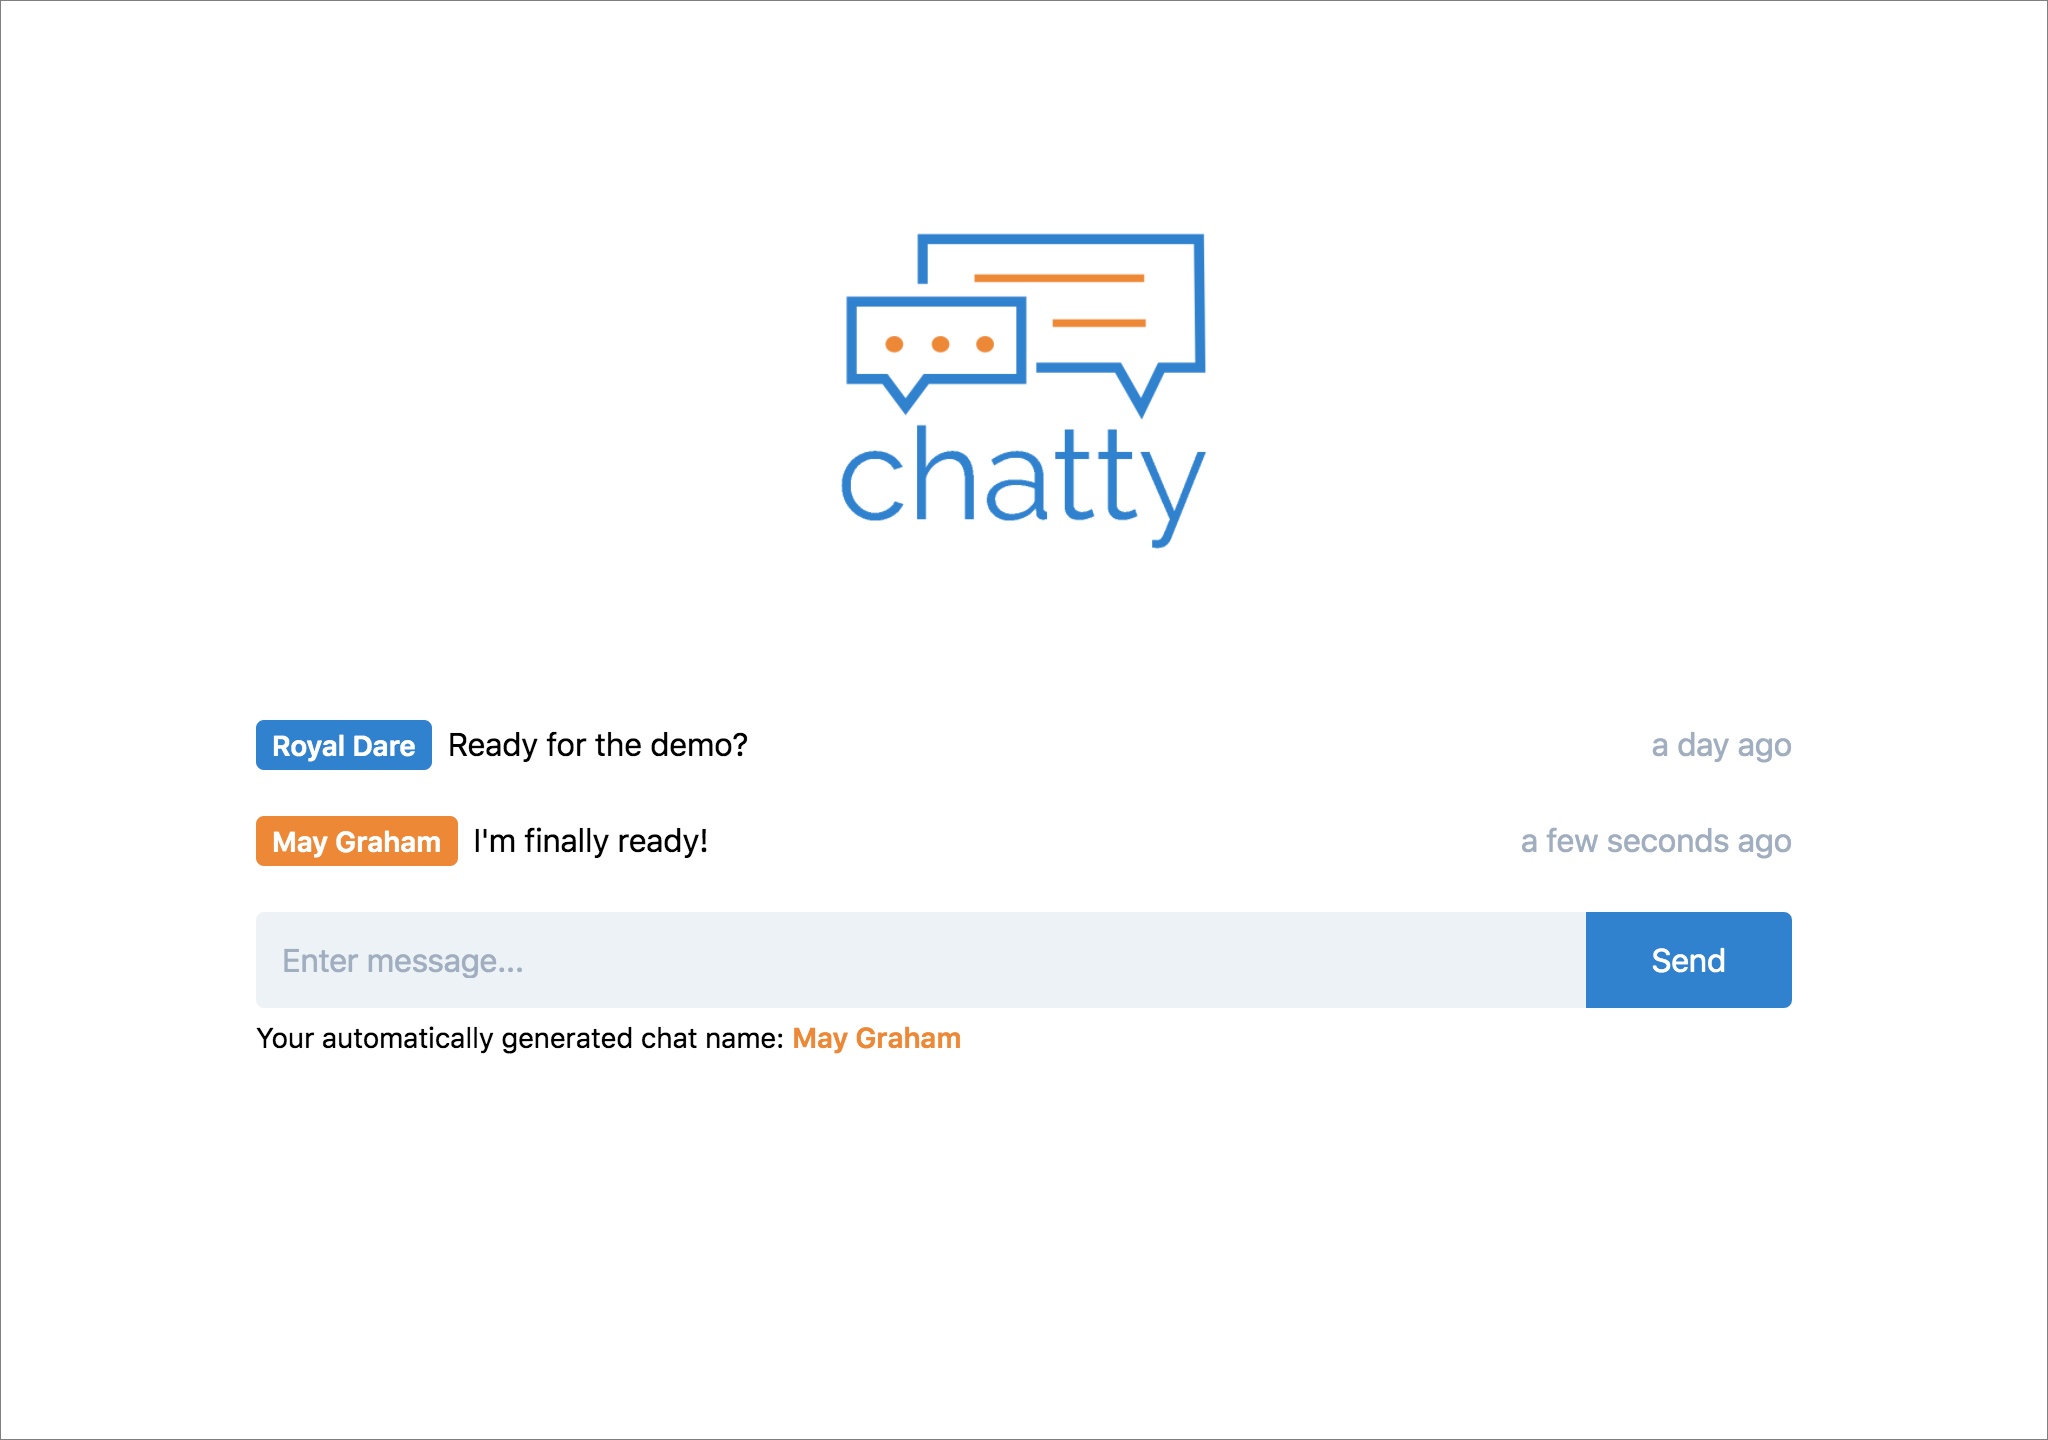 chatty
Royal Dare Ready for the demo? a day ago
May Graham I'm finally ready! a few seconds ago
Enter message... Send
Your automatically generated chat name: May Graham